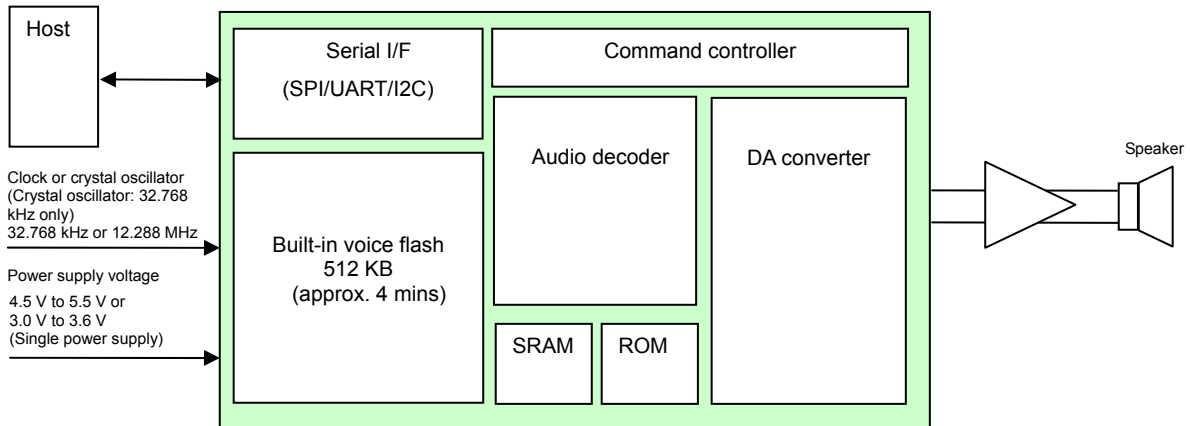 Host
Serial I/F
(SPI/UART/I2C)
Command controller
Audio decoder
DA converter
Speaker
Clock or crystal oscillator
(Crystal oscillator: 32.768
kHz only)
32.768 kHz or 12.288 MHz
Built-in voice flash
512 KB
(approx. 4 mins)
Power supply voltage
4.5 V to 5.5 V or
3.0 V to 3.6 V
(Single power supply)
SRAM
ROM